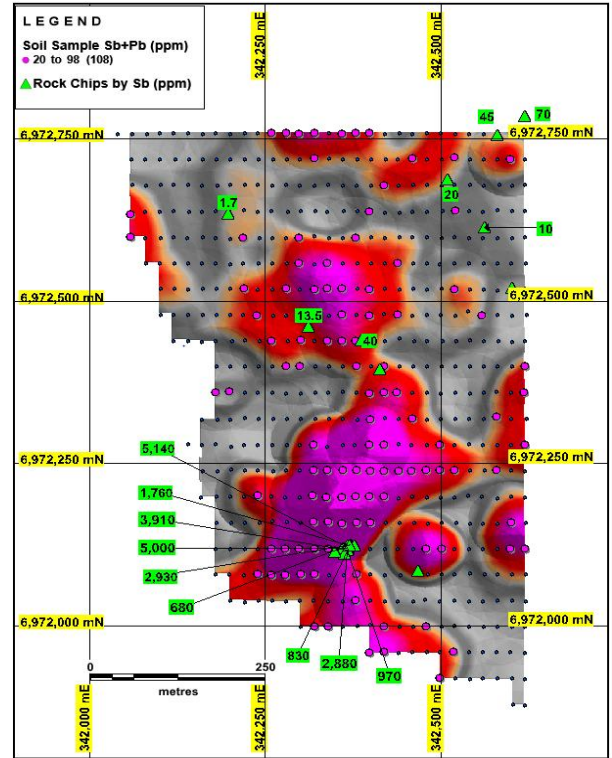 LEGEND
Soil Sample Sb+Pb (ppm)
20 to 98 (108)
Rock Chips by Sb (ppm)
342,250 mE
342,500 mE
45
70
6,972,750 mN
6,972,750 mN
20
1.7
10
6,972,500 mN
6,972,500 mN
13.5
40
5,140
6,972,250 mN
6,972,250 mN
1,760
3,910
5,000
2,930
680
6,972,000 mN
6,972,000 mN
830
2,880
970
0
250
metres
342,000 mE
342,250 mE
342,500 mE